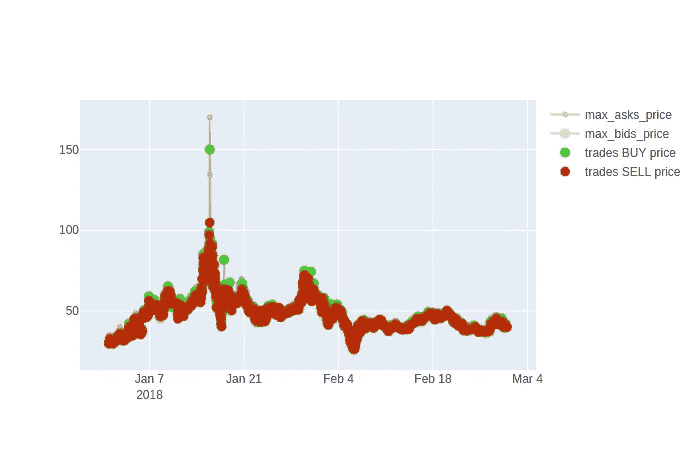 max_asks_price
max_bids_price
trades BUY price
trades SELL price
150
100
50
Jan 7
2018
Jan 21
Feb 4
Feb 18
Mar 4